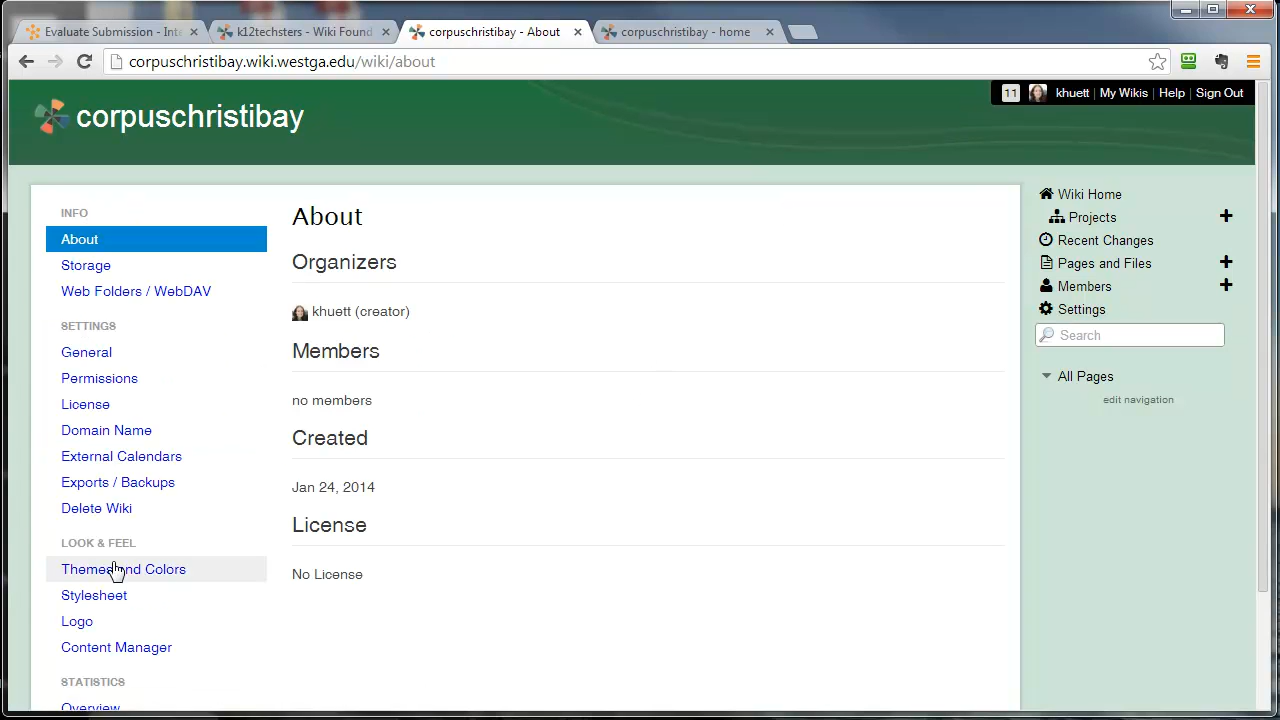 Evaluate Submission - Inte
k12techsters - Wiki Found
corpuschristibay - About
corpuschristibay - home
corpuschristibay.wiki.westga.edu/wiki/about
corpuschristibay
11 khuett | My Wikis | Help | Sign Out
INFO
About
Storage
Web Folders / WebDAV
SETTINGS
General
Permissions
License
Domain Name
External Calendars
Exports / Backups
Delete Wiki
LOOK & FEEL
Themes and Colors
Stylesheet
Logo
Content Manager
STATISTICS
Overview
About
Organizers
khuett (creator)
Members
no members
Created
Jan 24, 2014
License
No License
Wiki Home
Projects
Recent Changes
Pages and Files
Members
Settings
Search
All Pages
edit navigation